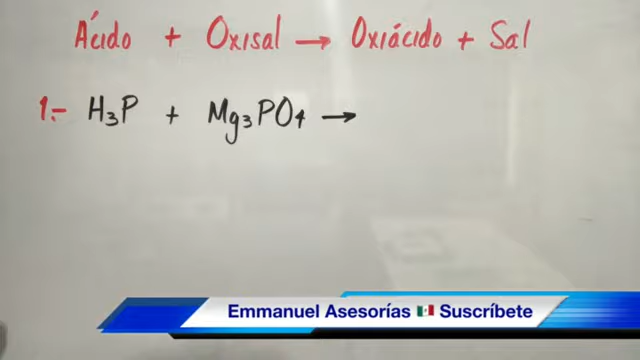 Ácido + Oxisal → Oxiácido + Sal
1.- H₃P + Mg₃PO₄ →
Emmanuel Asesorías 🇲🇽 Suscríbete